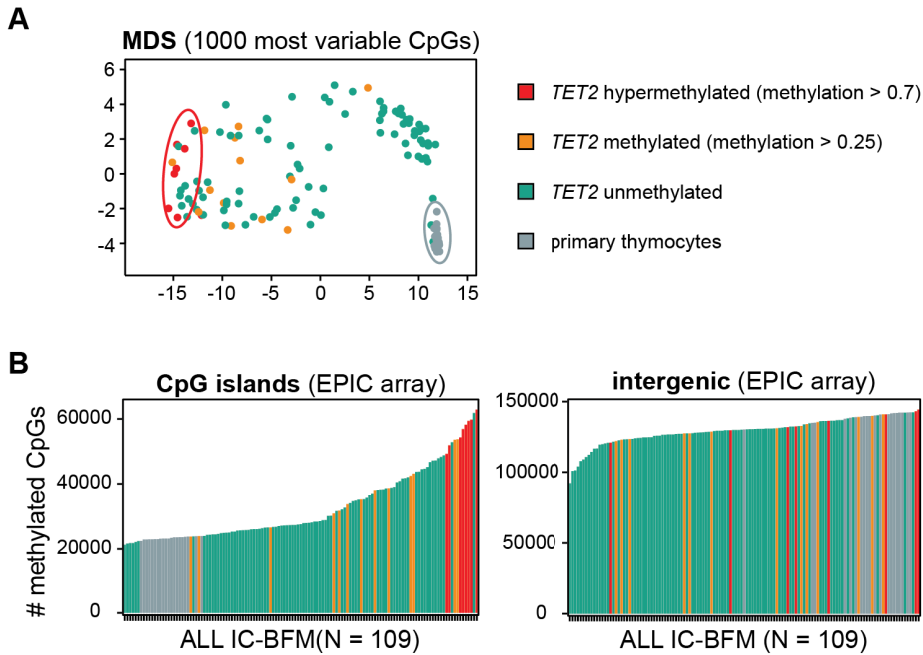 A
MDS (1000 most variable CpGs)
6
4
2
0
-2
-4
-15 -10 -5 0 5 10 15
TET2 hypermethylated (methylation > 0.7)
TET2 methylated (methylation > 0.25)
TET2 unmethylated
primary thymocytes
B
CpG islands (EPIC array)
# methylated CpGs
60000
40000
20000
0
ALL IC-BFM(N = 109)
intergenic (EPIC array)
150000
100000
50000
0
ALL IC-BFM (N = 109)